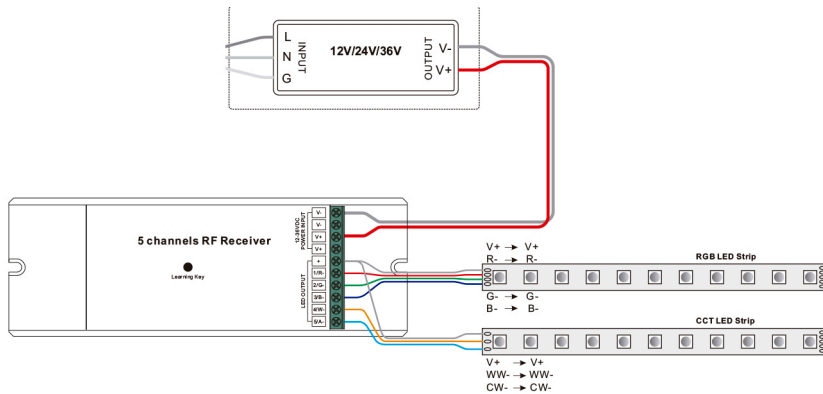 L
N
G
INPUT
12V/24V/36V
OUTPUT
V-
V+
5 channels RF Receiver
Learning Key
12-36VDC
POWER INPUT
V-
V-
V+
V+
LED OUTPUT
+
1/R-
2/G-
3/B-
4/W-
5/A-
V+ → V+
R- → R-
RGB LED Strip
G- → G-
B- → B-
CCT LED Strip
V+ → V+
WW- → WW-
CW- → CW-